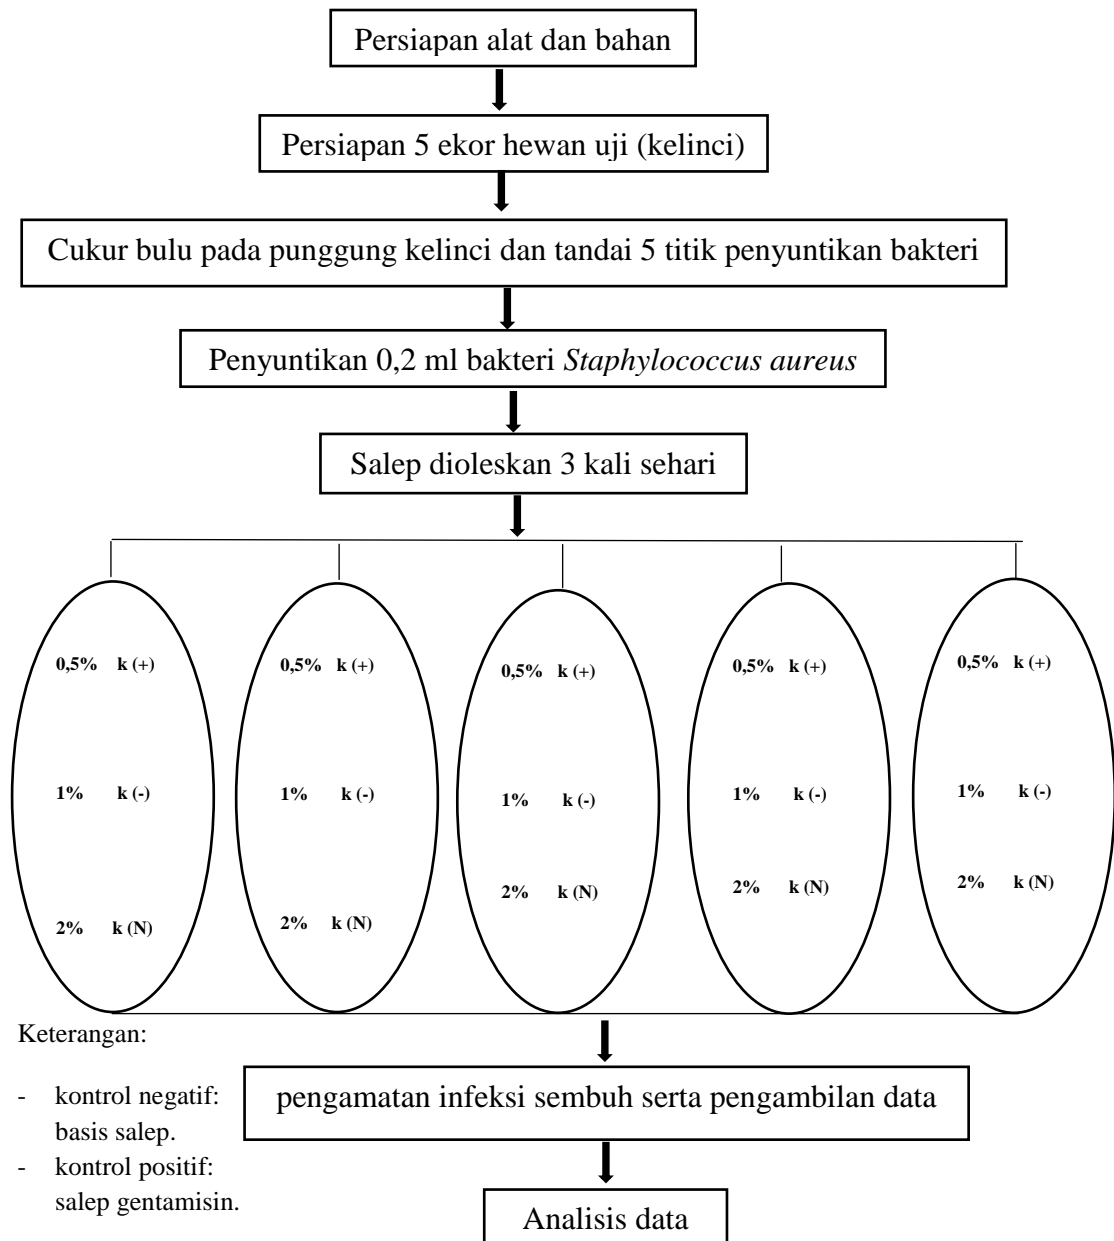 Persiapan alat dan bahan
Persiapan 5 ekor hewan uji (kelinci)
Cukur bulu pada punggung kelinci dan tandai 5 titik penyuntikan bakteri
Penyuntikan 0,2 ml bakteri Staphylococcus aureus
Salep dioleskan 3 kali sehari
0,5% k (+)
1% k (-)
2% k (N)
0,5% k (+)
1% k (-)
2% k (N)
0,5% k (+)
1% k (-)
2% k (N)
0,5% k (+)
1% k (-)
2% k (N)
0,5% k (+)
1% k (-)
2% k (N)
Keterangan:
- kontrol negatif:
basis salep.
- kontrol positif:
salep gentamisin.
pengamatan infeksi sembuh serta pengambilan data
Analisis data